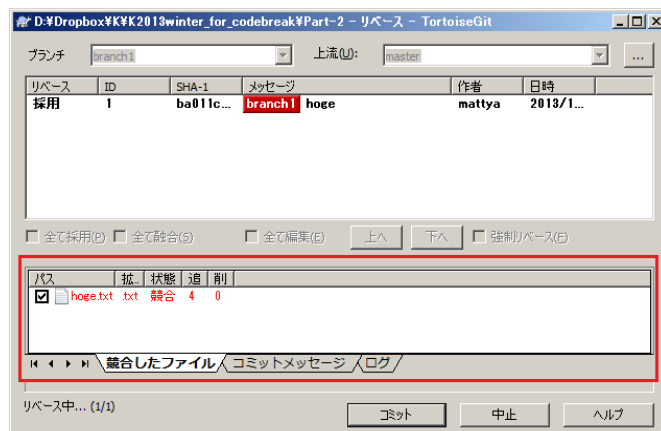 D:¥Dropbox¥K¥K2013winter_for_codebreak¥Part-2 - リベース - TortoiseGit
ブランチ branch1 上流(U): master ...
リベース ID SHA-1 メッセージ 作者 日時
採用 1 ba011c... branch1 hoge mattya 2013/1...
全て採用(P) 全て融合(S) 全て編集(E) 上へ 下へ 強制リベース(F)
パス 拡... 状態 追 削
hoge.txt .txt 競合 4 0
競合したファイル コミットメッセージ ログ
リベース中... (1/1) コミット 中止 ヘルプ